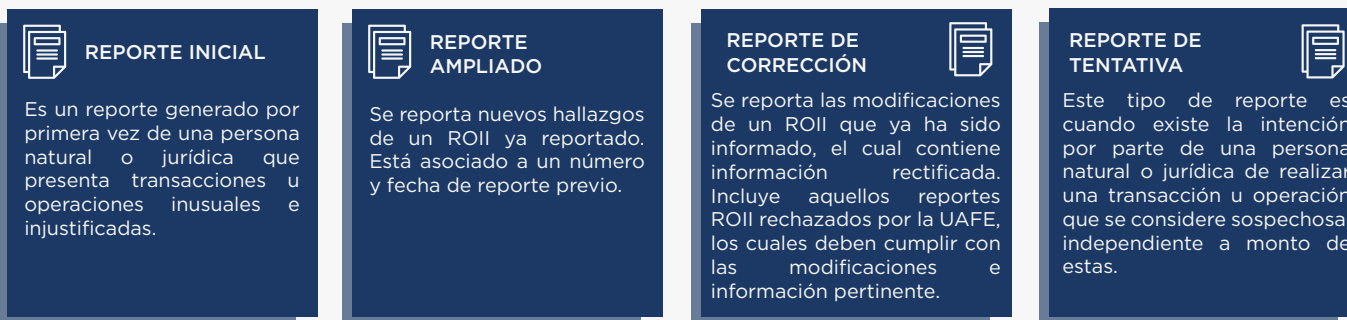 REPORTE INICIAL
Es un reporte generado por
primera vez de una persona
natural o jurídica que
presenta transacciones u
operaciones inusuales e
injustificadas.
REPORTE
AMPLIADO
Se reporta nuevos hallazgos
de un ROII ya reportado.
Está asociado a un número
y fecha de reporte previo.
REPORTE DE
CORRECCIÓN
Se reporta las modificaciones
de un ROII que ya ha sido
informado, el cual contiene
información rectificada.
Incluye aquellos reportes
ROII rechazados por la UAFE,
los cuales deben cumplir con
las modificaciones e
información pertinente.
REPORTE DE
TENTATIVA
Este tipo de reporte es
cuando existe la intención
por parte de una persona
natural o jurídica de realizar
una transacción u operación
que se considere sospechosa
independiente a monto de
estas.